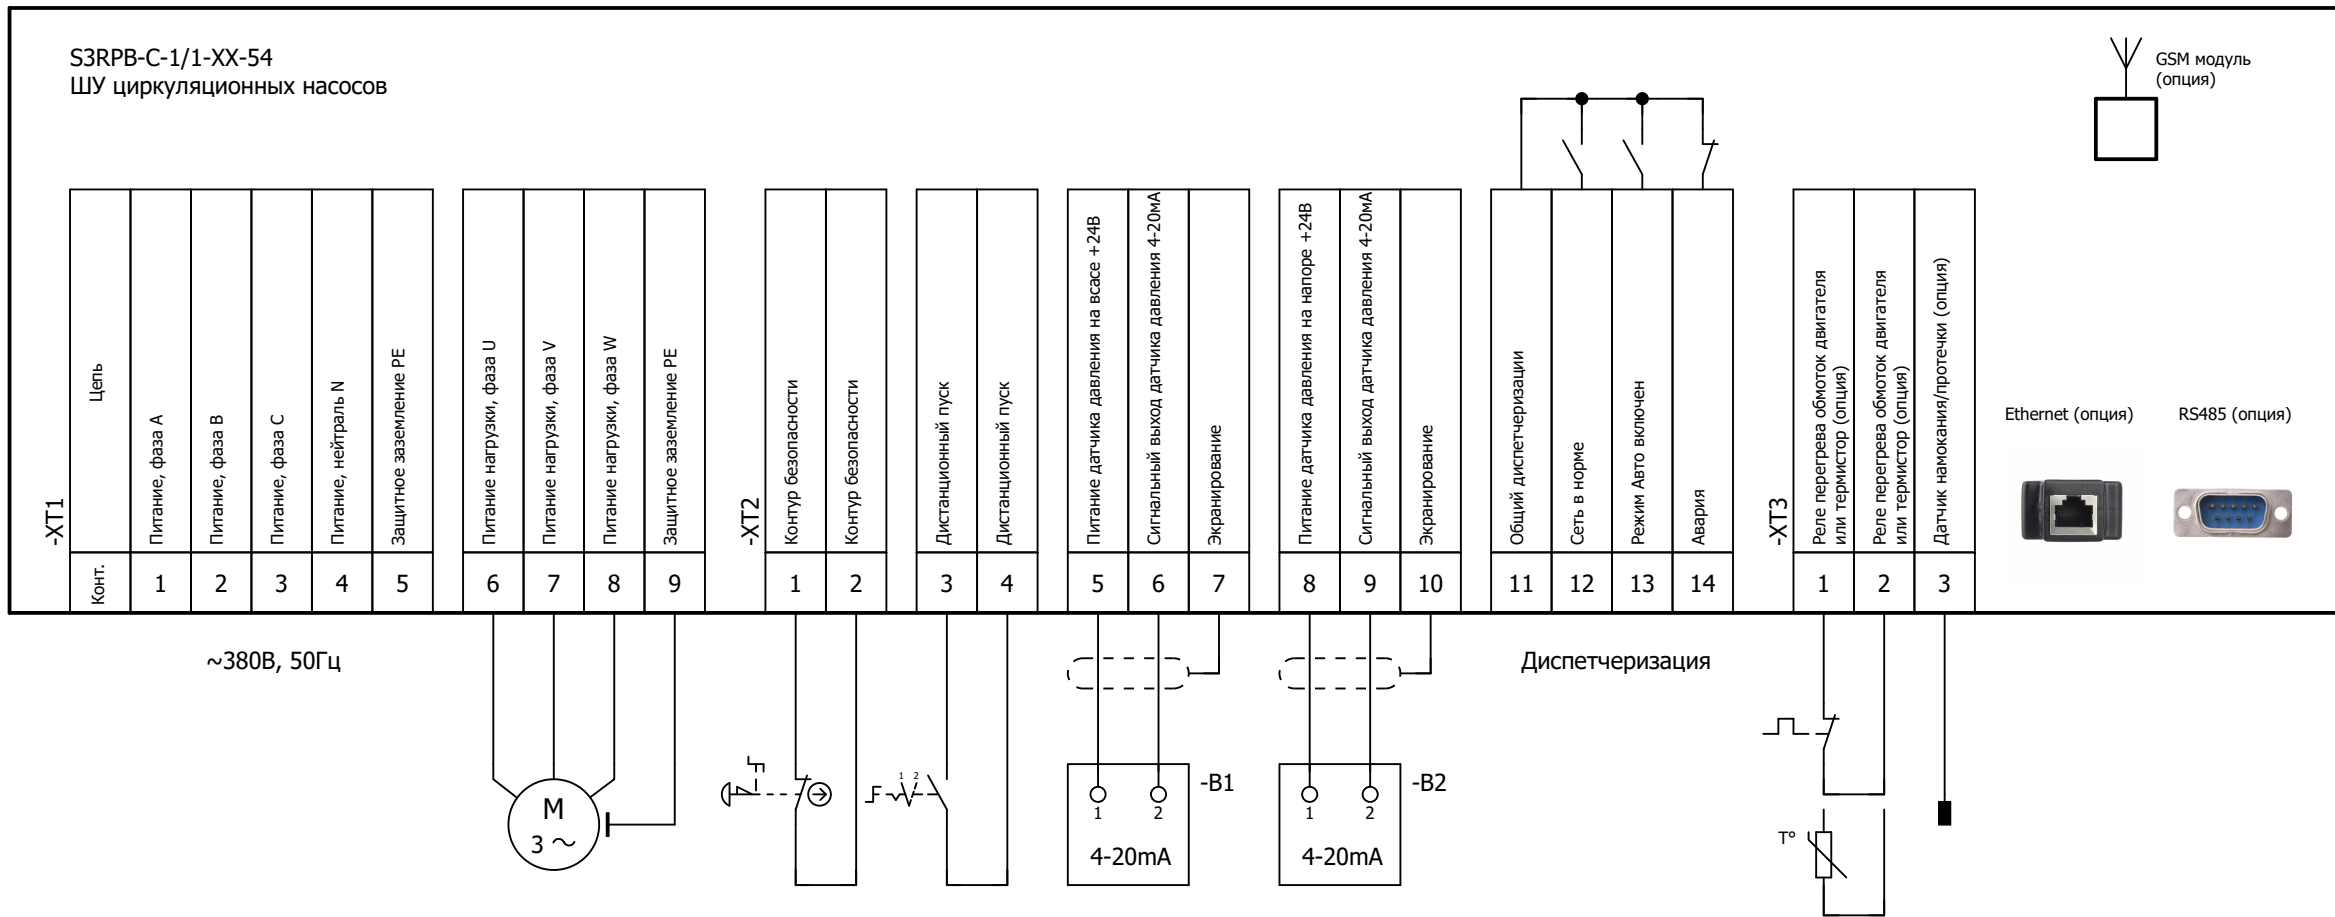 S3RPB-C-1/1-XX-54
ШУ циркуляционных насосов
GSM модуль
(опция)
-XT1
Цепь
Питание, фаза A
Питание, фаза B
Питание, фаза C
Питание, нейтраль N
Защитное заземление PE
Питание нагрузки, фаза U
Питание нагрузки, фаза V
Питание нагрузки, фаза W
Защитное заземление PE
-XT2
Контур безопасности
Контур безопасности
Дистанционный пуск
Дистанционный пуск
Питание датчика давления на всасе +24В
Сигнальный выход датчика давления 4-20мА
Экранирование
Питание датчика давления на напоре +24В
Сигнальный выход датчика давления 4-20мА
Экранирование
Общий диспетчеризации
Сеть в норме
Режим Авто включен
Авария
-XT3
Реле перегрева обмоток двигателя
или термистор (опция)
Реле перегрева обмоток двигателя
или термистор (опция)
Датчик намокания/протечки (опция)
Ethernet (опция)
RS485 (опция)
Конт.
1
2
3
4
5
6
7
8
9
1
2
3
4
5
6
7
8
9
10
11
12
13
14
1
2
3
~380В, 50Гц
Диспетчеризация
M
3 ~
1 2
-B1
1 2
4-20mA
-B2
1 2
4-20mA
T°